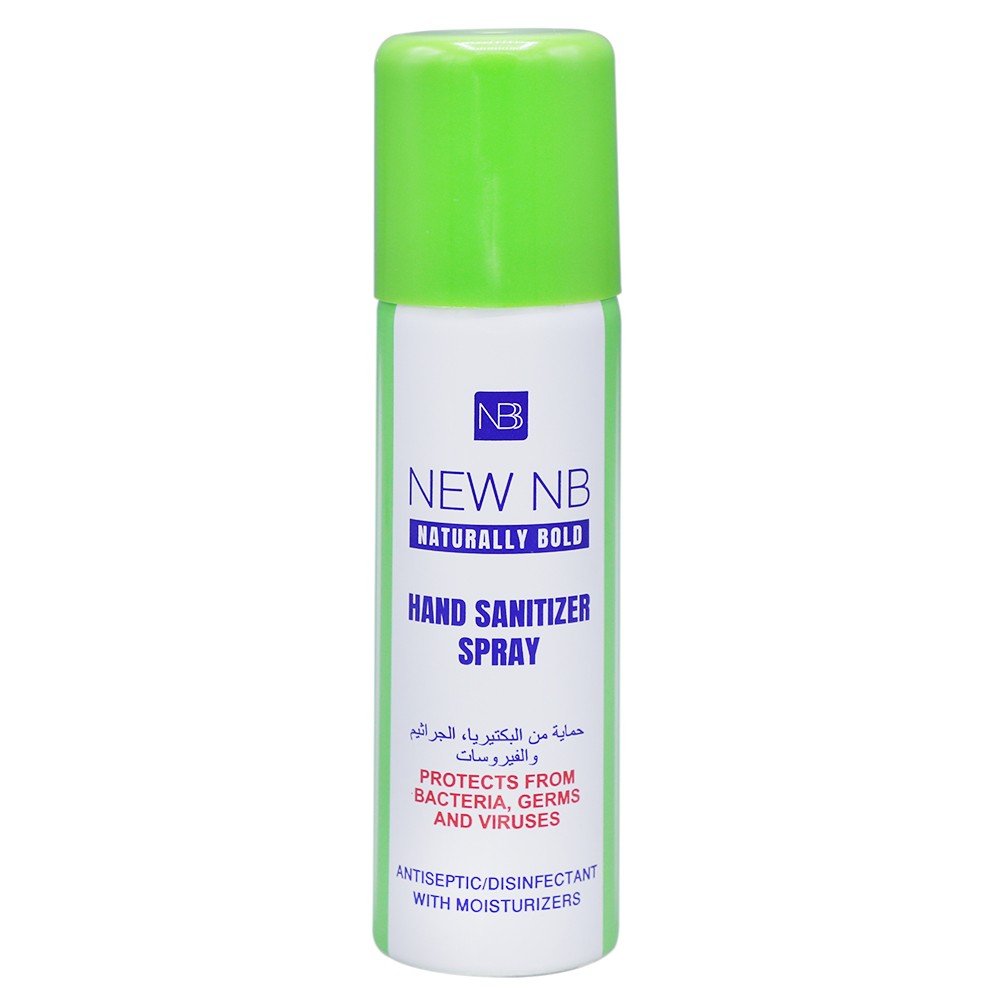 NBB
NEW NB
NATURALLY BOLD
HAND SANITIZER
SPRAY
حماية من البكتيريا، الجراثيم
والفيروسات
PROTECTS FROM
BACTERIA, GERMS
AND VIRUSES
ANTISEPTIC/DISINFECTANT
WITH MOISTURIZERS